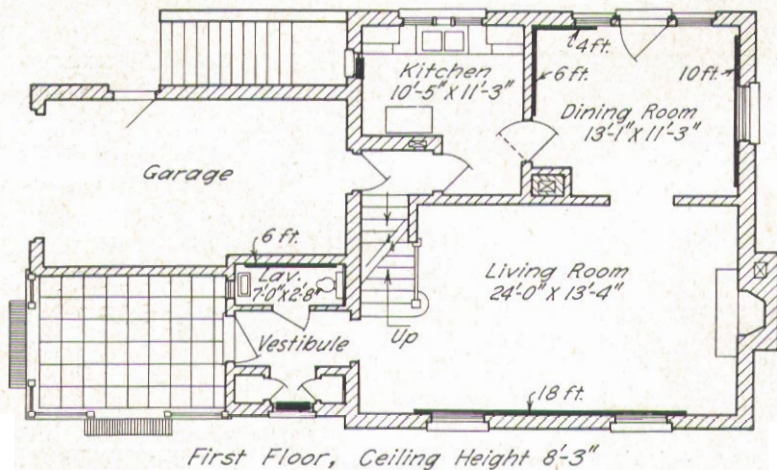 4 ft.
Kitchen
10'-5" X 11'-3"
6 ft.
10 ft.
Dining Room
13'-1" X 11'-3"
Garage
6 ft.
Lav.
7'-0" X 2'-8"
Living Room
24'-0" X 13'-4"
Vestibule
Up
18 ft.
First Floor, Ceiling Height 8'-3"